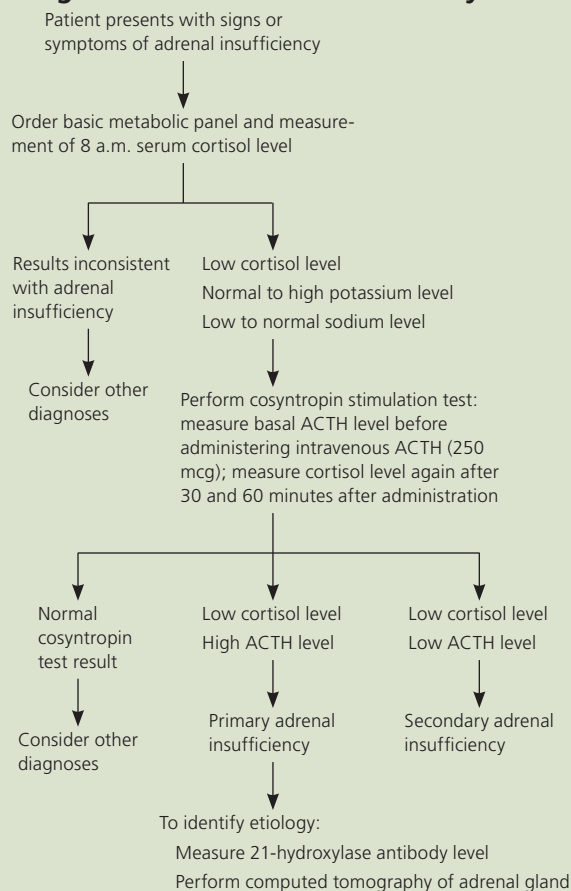 Patient presents with signs or
symptoms of adrenal insufficiency
Order basic metabolic panel and measure-
ment of 8 a.m. serum cortisol level
Results inconsistent
with adrenal
insufficiency
Consider other
diagnoses
Low cortisol level
Normal to high potassium level
Low to normal sodium level
Perform cosyntropin stimulation test:
measure basal ACTH level before
administering intravenous ACTH (250
mcg); measure cortisol level again after
30 and 60 minutes after administration
Normal
cosyntropin
test result
Consider other
diagnoses
Low cortisol level
High ACTH level
Primary adrenal
insufficiency
To identify etiology:
Measure 21-hydroxylase antibody level
Perform computed tomography of adrenal gland
Low cortisol level
Low ACTH level
Secondary adrenal
insufficiency